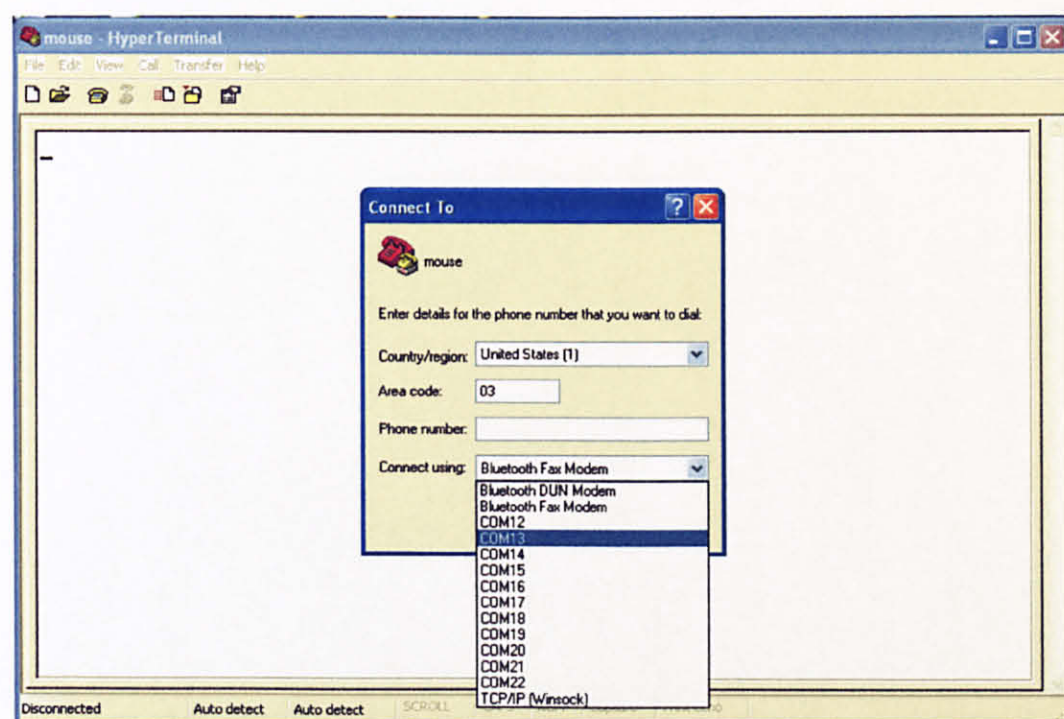 mouse - HyperTerminal
File Edit View Call Transfer Help
Connect To
mouse
Enter details for the phone number that you want to dial:
Country/region: United States (1)
Area code: 03
Phone number:
Connect using: Bluetooth Fax Modem
Bluetooth DUN Modem
Bluetooth Fax Modem
COM12
COM13
COM14
COM15
COM16
COM17
COM18
COM19
COM20
COM21
COM22
TCP/IP (Winsock)
Disconnected Auto detect Auto detect SCROLL